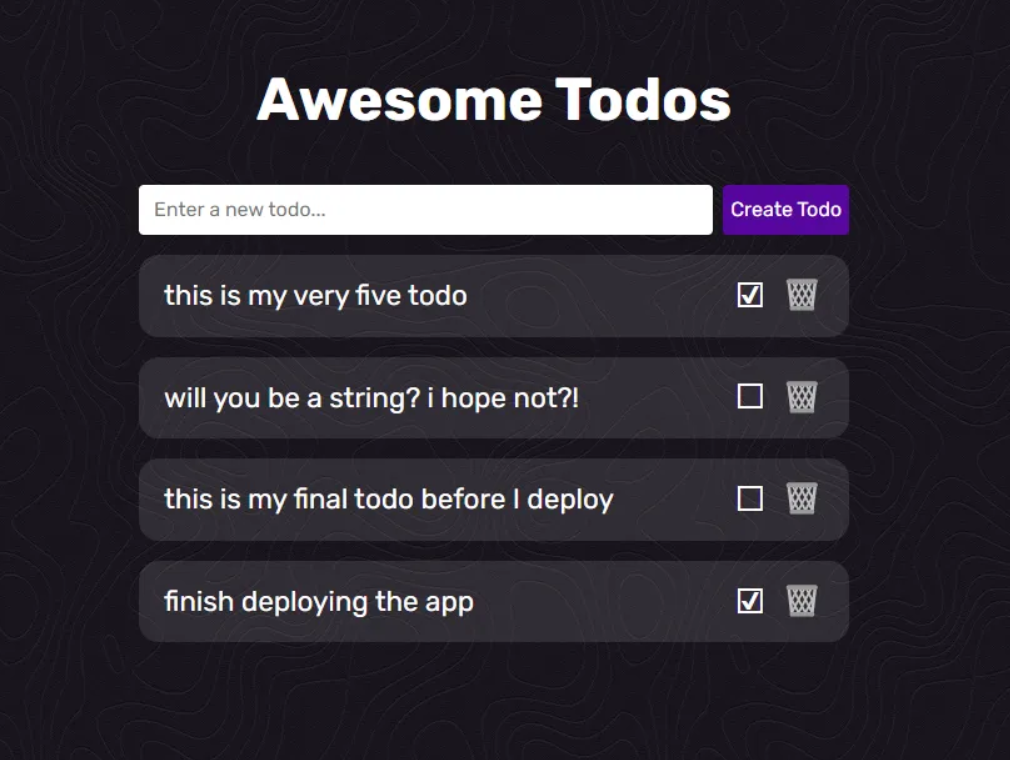 Awesome Todos
Enter a new todo...
Create Todo
this is my very five todo
will you be a string? i hope not?!
this is my final todo before I deploy
finish deploying the app